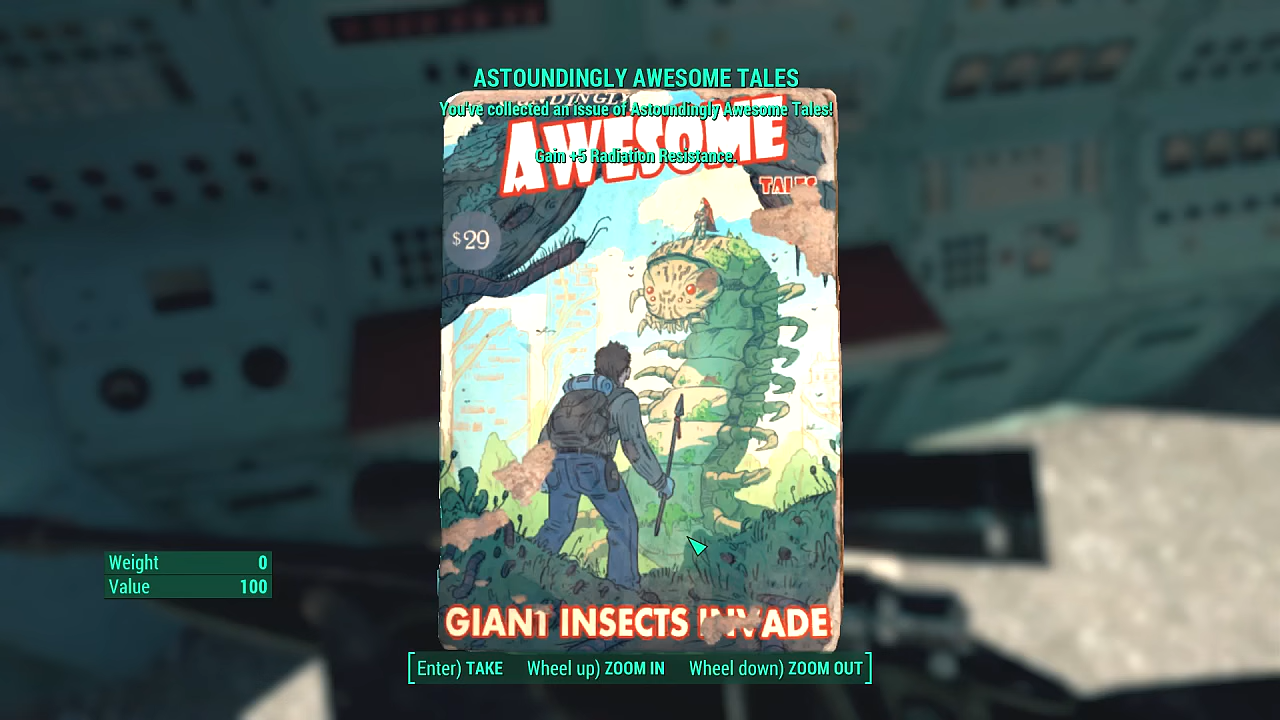 ASTOUNDINGLY AWESOME TALES
You've collected an issue of Astoundingly Awesome Tales!
Gain +5 Radiation Resistance.
AWESOME
TALES
$29
GIANT INSECTS INVADE
Weight 0
Value 100
Enter) TAKE Wheel up) ZOOM IN Wheel down) ZOOM OUT